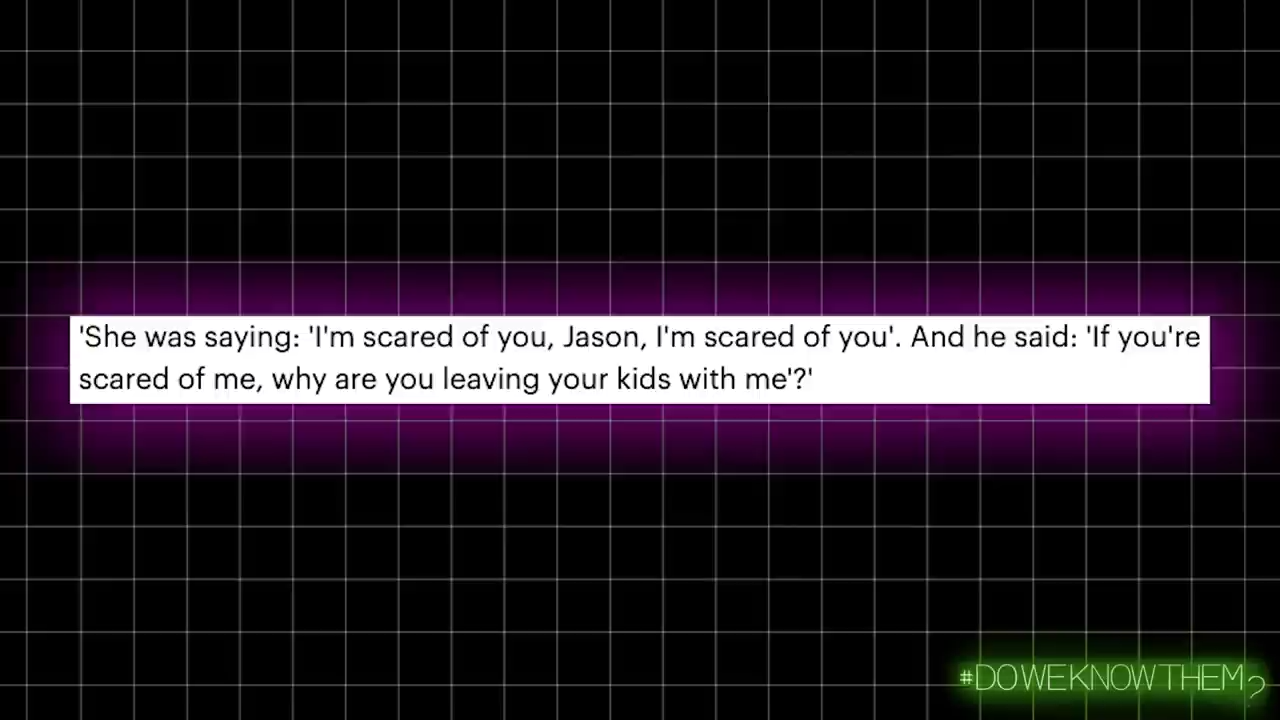 'She was saying: 'I'm scared of you, Jason, I'm scared of you'. And he said: 'If you're
scared of me, why are you leaving your kids with me'?'
#DOWEKNOWTHEM?